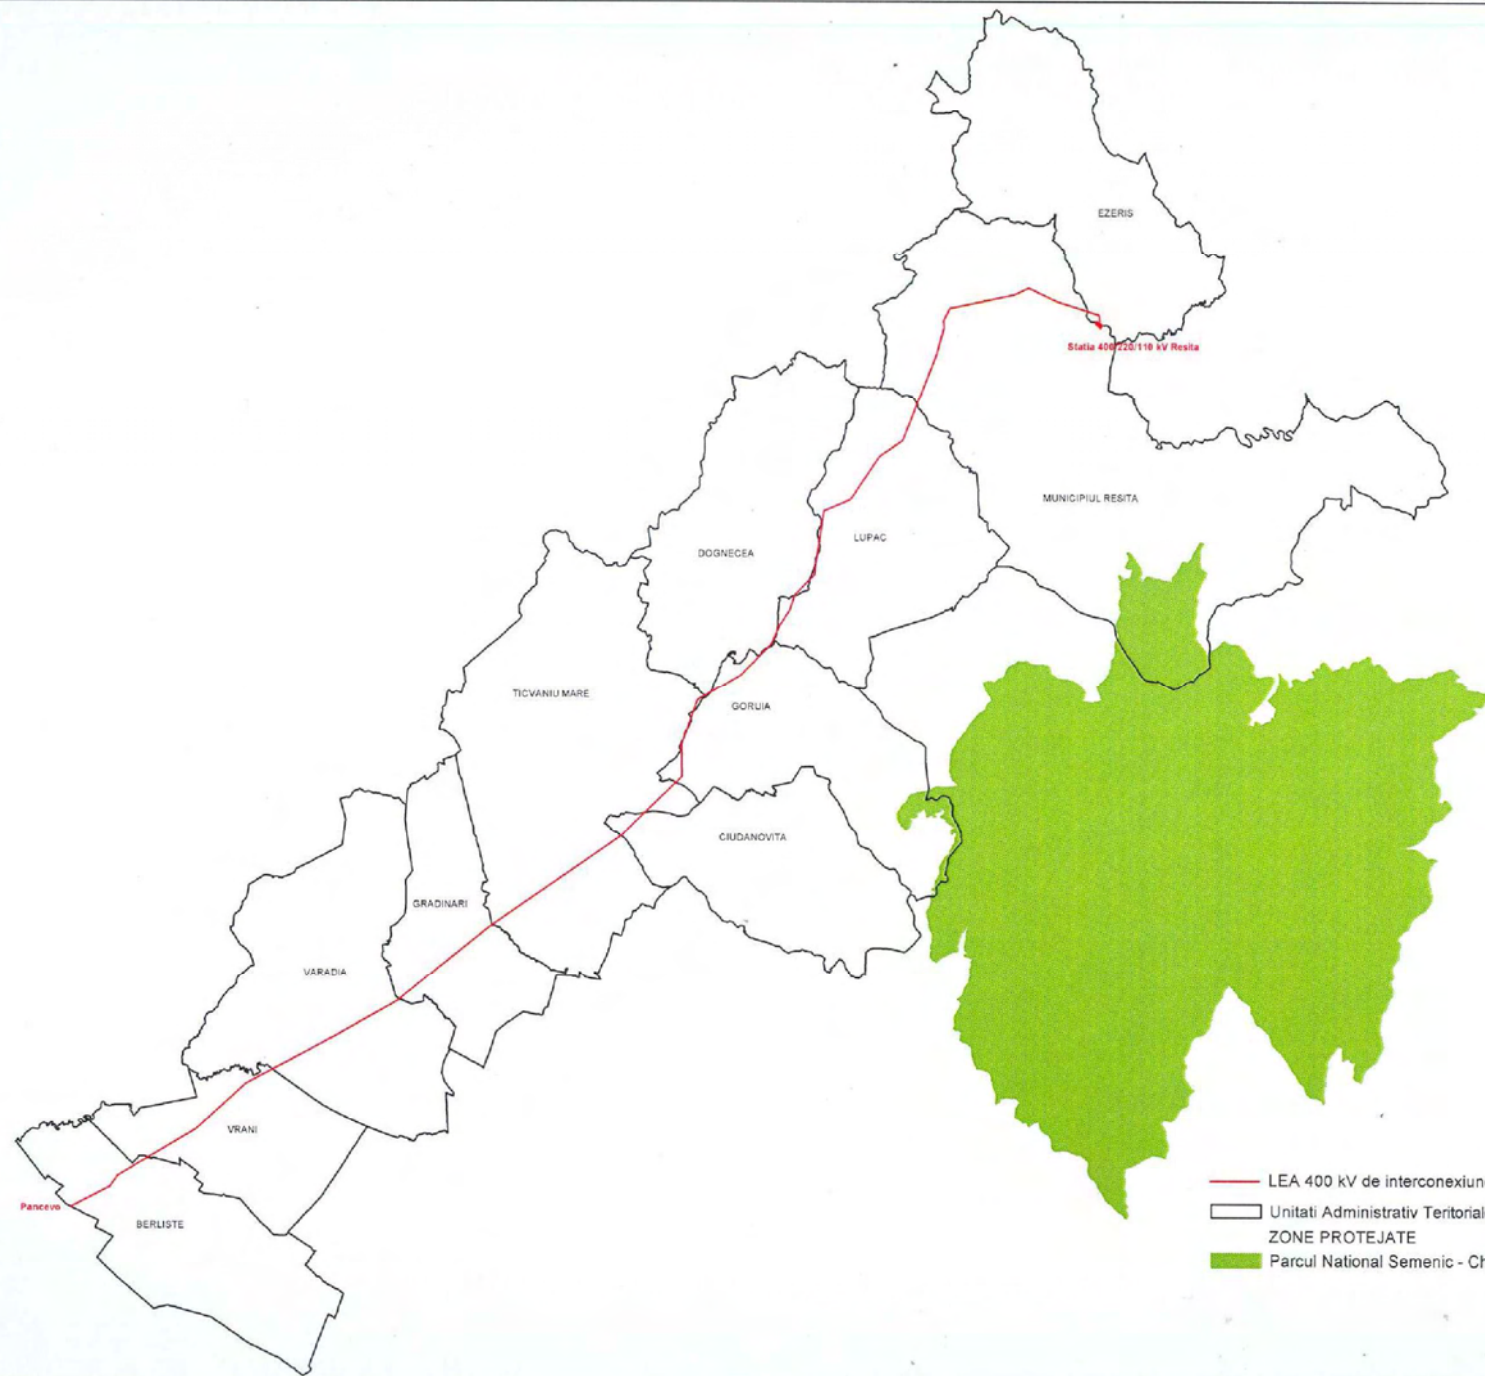 EZERIS
Statia 400/220/110 kV Resita
MUNICIPIUL RESITA
LUPAC
DOGNECEA
TICVANIU MARE
GORUIA
CIUDANOVITA
GRADINARI
VARADIA
VRANI
Pancevo
BERLISTE
LEA 400 kV de interconexiun
Unitati Administrativ Teritorial
ZONE PROTEJATE
Parcul National Semenic - Ch